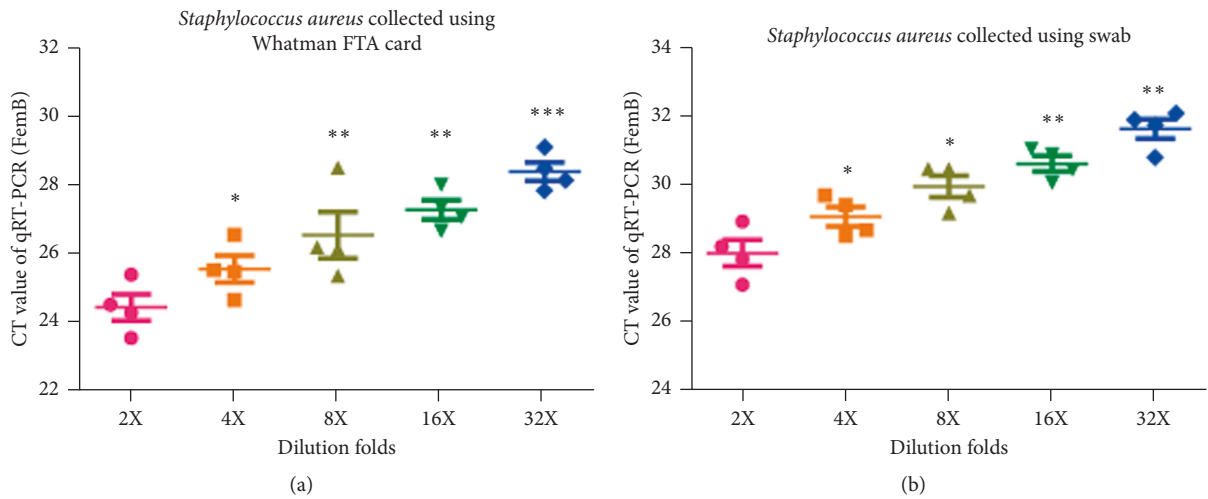 Staphylococcus aureus collected using
Whatman FTA card
CT value of qRT-PCR (FemB)
32
30
28
26
24
22
*
**
**
***
2X 4X 8X 16X 32X
Dilution folds
(a)
Staphylococcus aureus collected using swab
CT value of qRT-PCR (FemB)
34
32
30
28
26
24
*
*
**
**
2X 4X 8X 16X 32X
Dilution folds
(b)